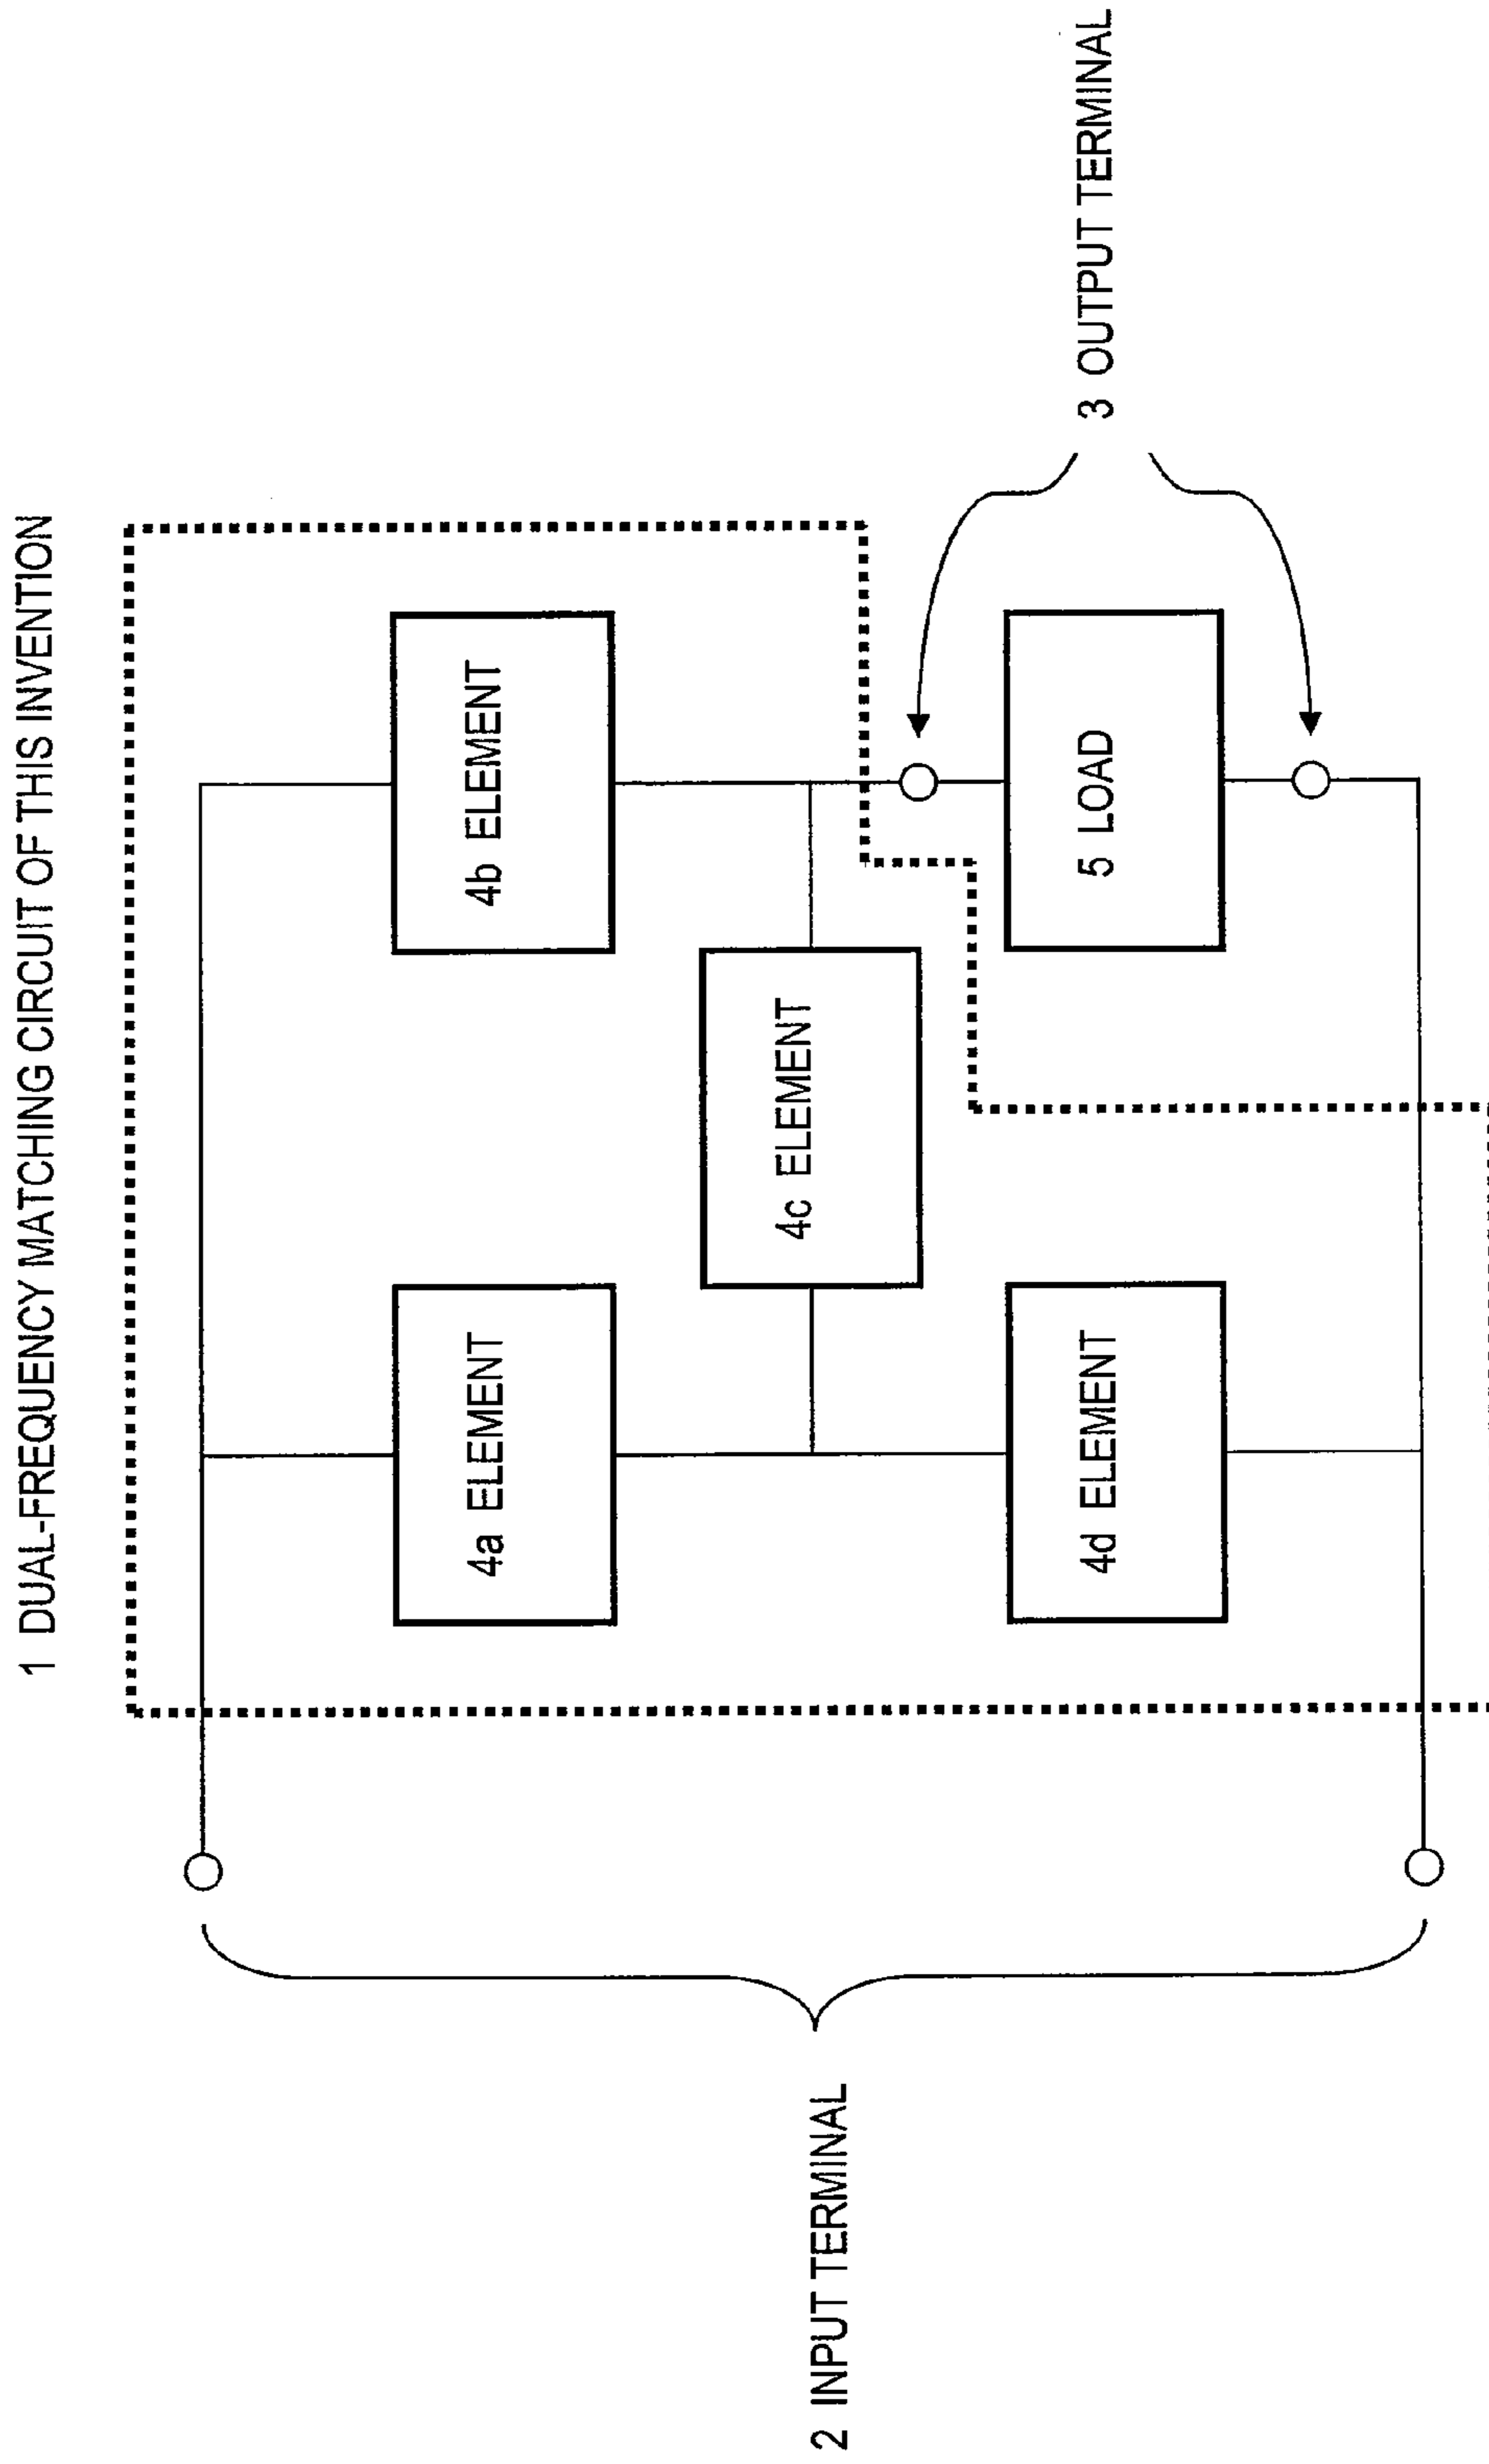 1 DUAL-FREQUENCY MATCHING CIRCUIT OF THIS INVENTION
4a ELEMENT
4b ELEMENT
4c ELEMENT
4d ELEMENT
5 LOAD
2 INPUT TERMINAL
3 OUTPUT TERMINAL